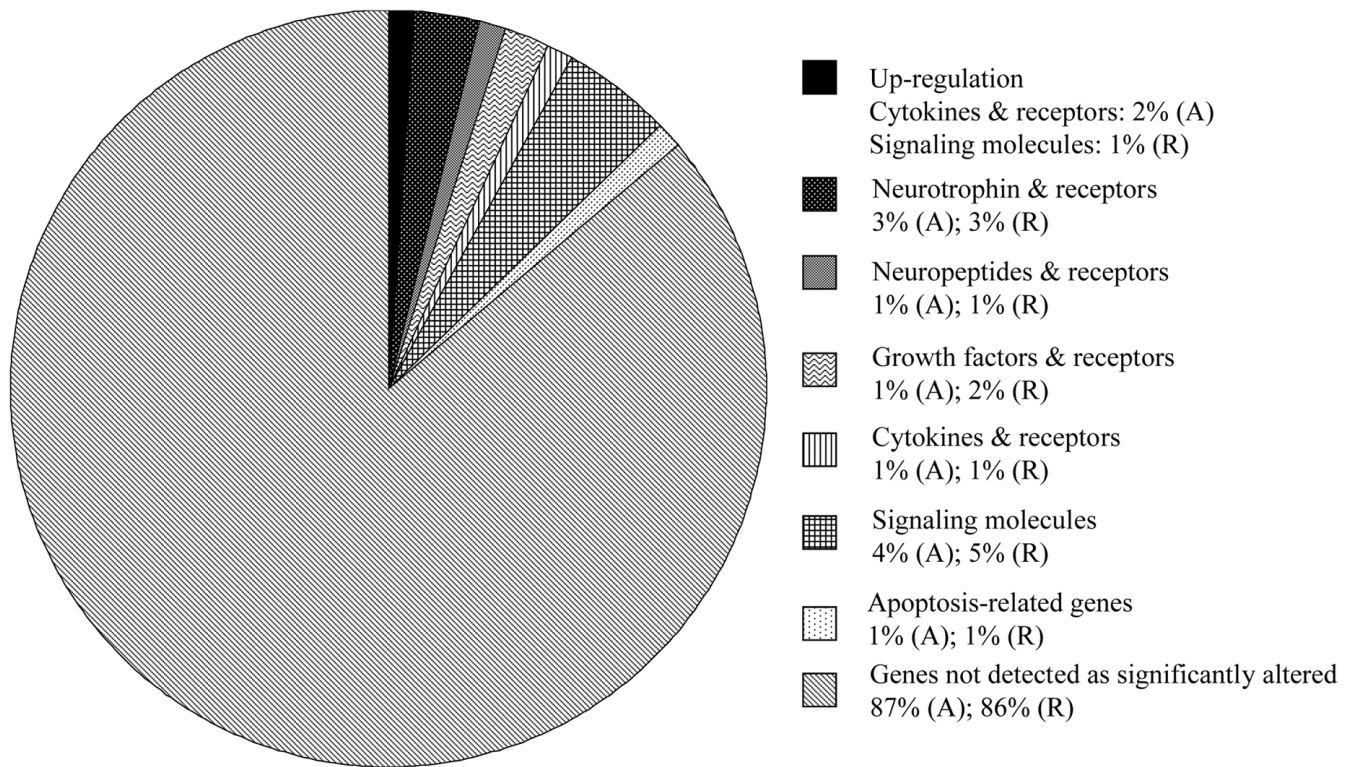 Up-regulation
Cytokines & receptors: 2% (A)
Signaling molecules: 1% (R)
Neurotrophin & receptors
3% (A); 3% (R)
Neuropeptides & receptors
1% (A); 1% (R)
Growth factors & receptors
1% (A); 2% (R)
Cytokines & receptors
1% (A); 1% (R)
Signaling molecules
4% (A); 5% (R)
Apoptosis-related genes
1% (A); 1% (R)
Genes not detected as significantly altered
87% (A); 86% (R)